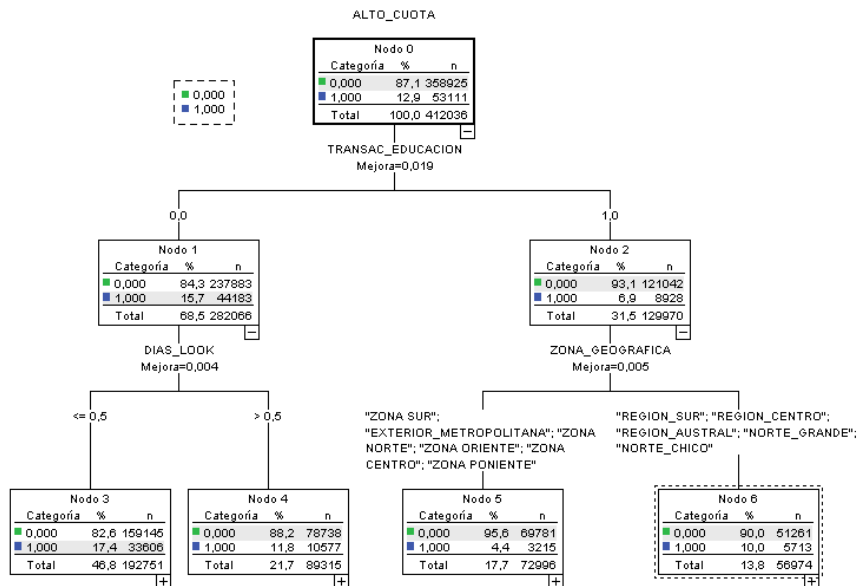 ALTO_CUOTA
Nodo 0
Categoría % n
0,000 87,1 358925
1,000 12,9 53111
Total 100,0 412036
0,000
1,000
TRANSAC_EDUCACION
Mejora=0,019
0,0
1,0
Nodo 1
Categoría % n
0,000 84,3 237883
1,000 15,7 44183
Total 68,5 282066
Nodo 2
Categoría % n
0,000 93,1 121042
1,000 6,9 8928
Total 31,5 129970
DIAS_LOOK
Mejora=0,004
ZONA_GEOGRAFICA
Mejora=0,005
<= 0,5
> 0,5
"ZONA SUR";
"EXTERIOR_METROPOLITANA"; "ZONA
NORTE"; "ZONA ORIENTE"; "ZONA
CENTRO"; "ZONA PONIENTE"
"REGION_SUR"; "REGION_CENTRO";
"REGION_AUSTRAL"; "NORTE_GRANDE";
"NORTE_CHICO"
Nodo 3
Categoría % n
0,000 82,6 159145
1,000 17,4 33606
Total 46,8 192751
Nodo 4
Categoría % n
0,000 88,2 78738
1,000 11,8 10577
Total 21,7 89315
Nodo 5
Categoría % n
0,000 95,6 69781
1,000 4,4 3215
Total 17,7 72996
Nodo 6
Categoría % n
0,000 90,0 51261
1,000 10,0 5713
Total 13,8 56974